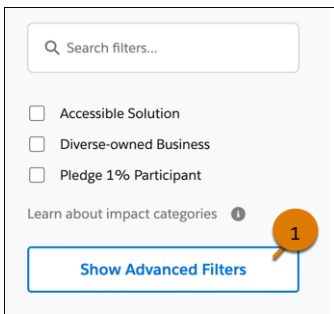 Search filters...
Accessible Solution
Diverse-owned Business
Pledge 1% Participant
Learn about impact categories
1
Show Advanced Filters